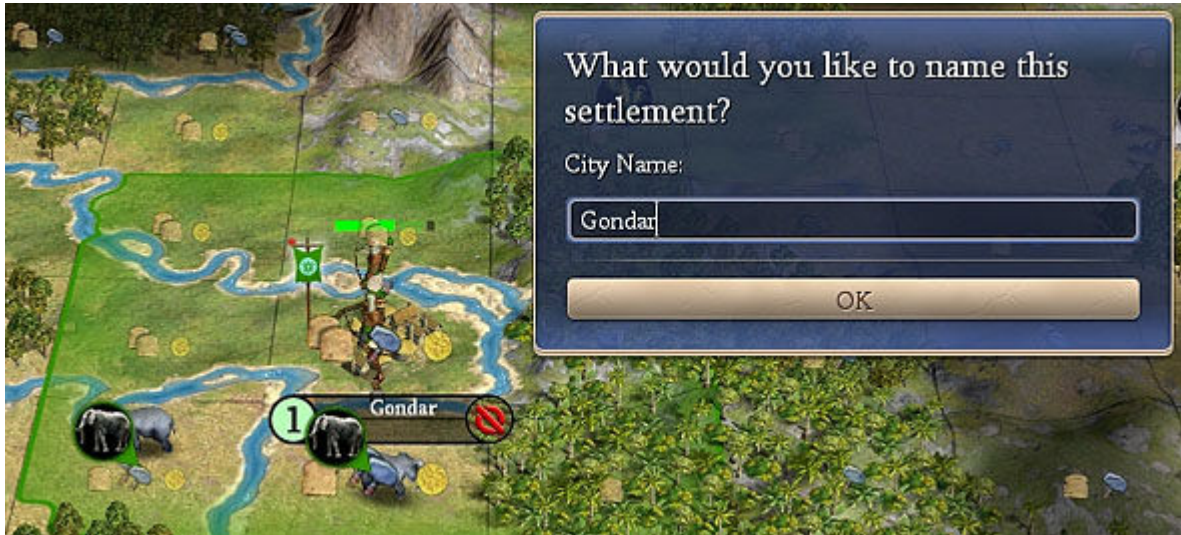 What would you like to name this
settlement?
City Name:
Gondar
OK
1 Gondar